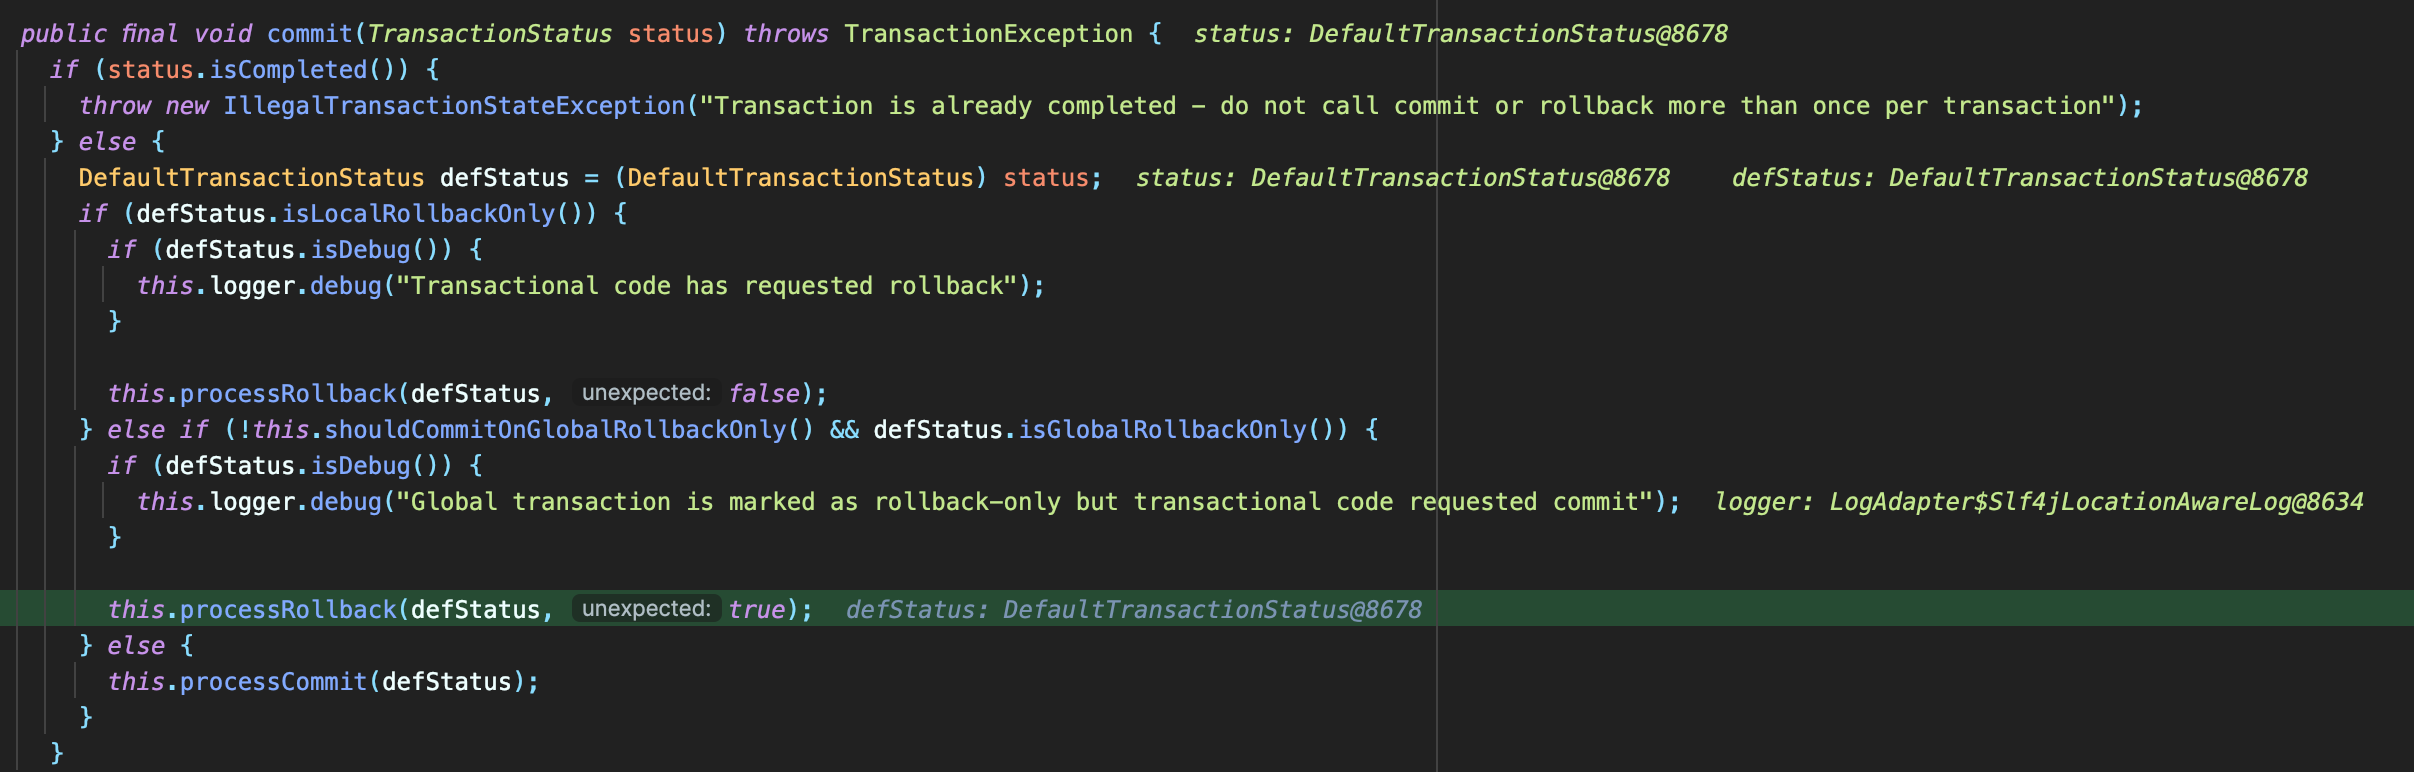 public final void commit(TransactionStatus status) throws TransactionException {  status: DefaultTransactionStatus@8678
if (status.isCompleted()) {
throw new IllegalTransactionStateException("Transaction is already completed - do not call commit or rollback more than once per transaction");
} else {
DefaultTransactionStatus defStatus = (DefaultTransactionStatus) status;  status: DefaultTransactionStatus@8678    defStatus: DefaultTransactionStatus@8678
if (defStatus.isLocalRollbackOnly()) {
if (defStatus.isDebug()) {
this.logger.debug("Transactional code has requested rollback");
}
this.processRollback(defStatus, unexpected: false);
} else if (!this.shouldCommitOnGlobalRollbackOnly() && defStatus.isGlobalRollbackOnly()) {
if (defStatus.isDebug()) {
this.logger.debug("Global transaction is marked as rollback-only but transactional code requested commit");  logger: LogAdapter$Slf4jLocationAwareLog@8634
}
this.processRollback(defStatus, unexpected: true);  defStatus: DefaultTransactionStatus@8678
} else {
this.processCommit(defStatus);
}
}